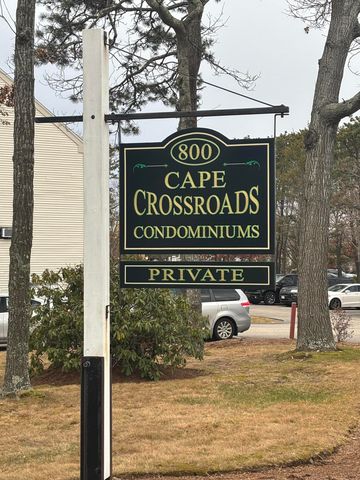 800
CAPE
CROSSROADS
CONDOMINIUMS
PRIVATE